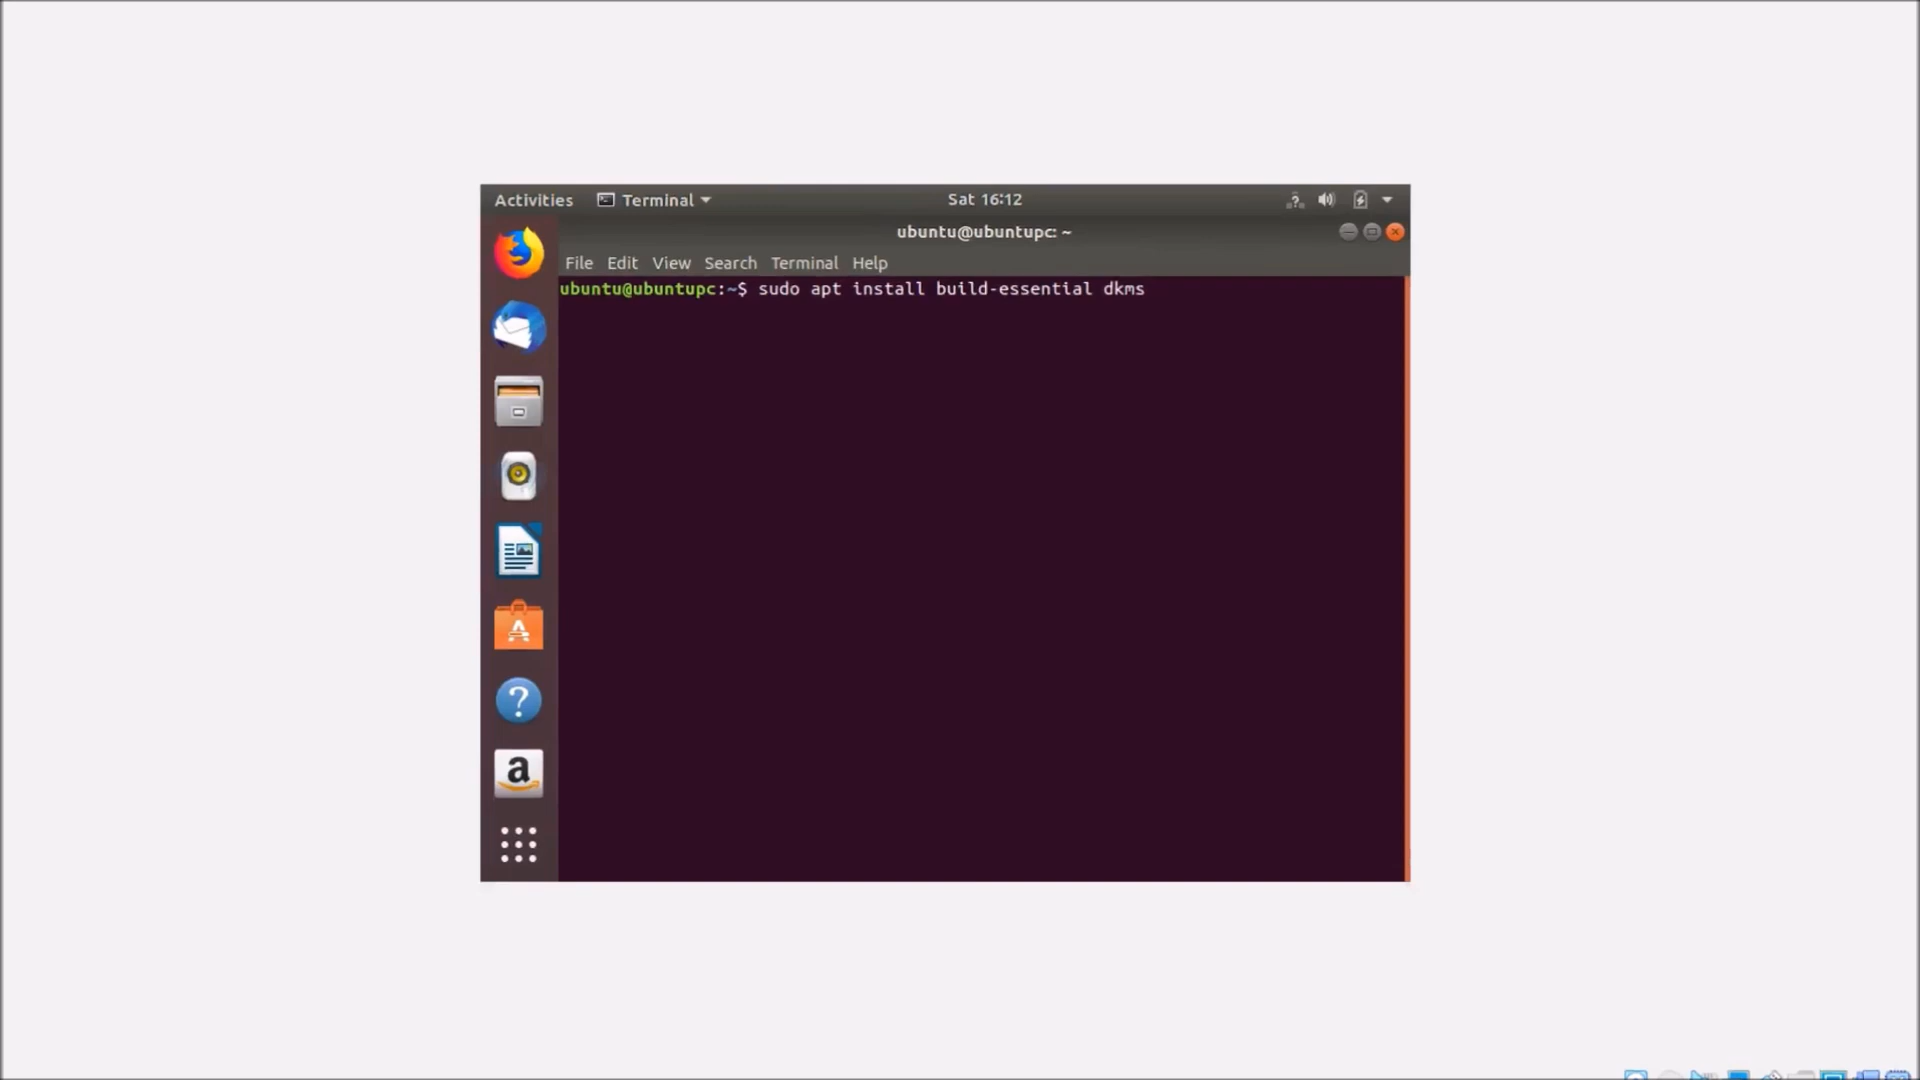 Activities Terminal Sat 16:12
ubuntu@ubuntupc: ~
File Edit View Search Terminal Help
ubuntu@ubuntupc:~$ sudo apt install build-essential dkms